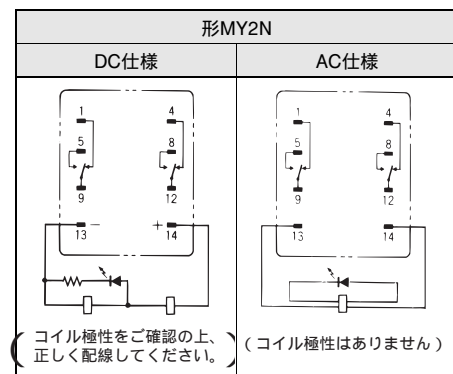 形MY2N
DC仕様 AC仕様
1 4 1 4
5 8 5 8
9 12 9 12
13 − + 14 13 14
コイル極性をご確認の上、
正しく配線してください。
(コイル極性はありません)